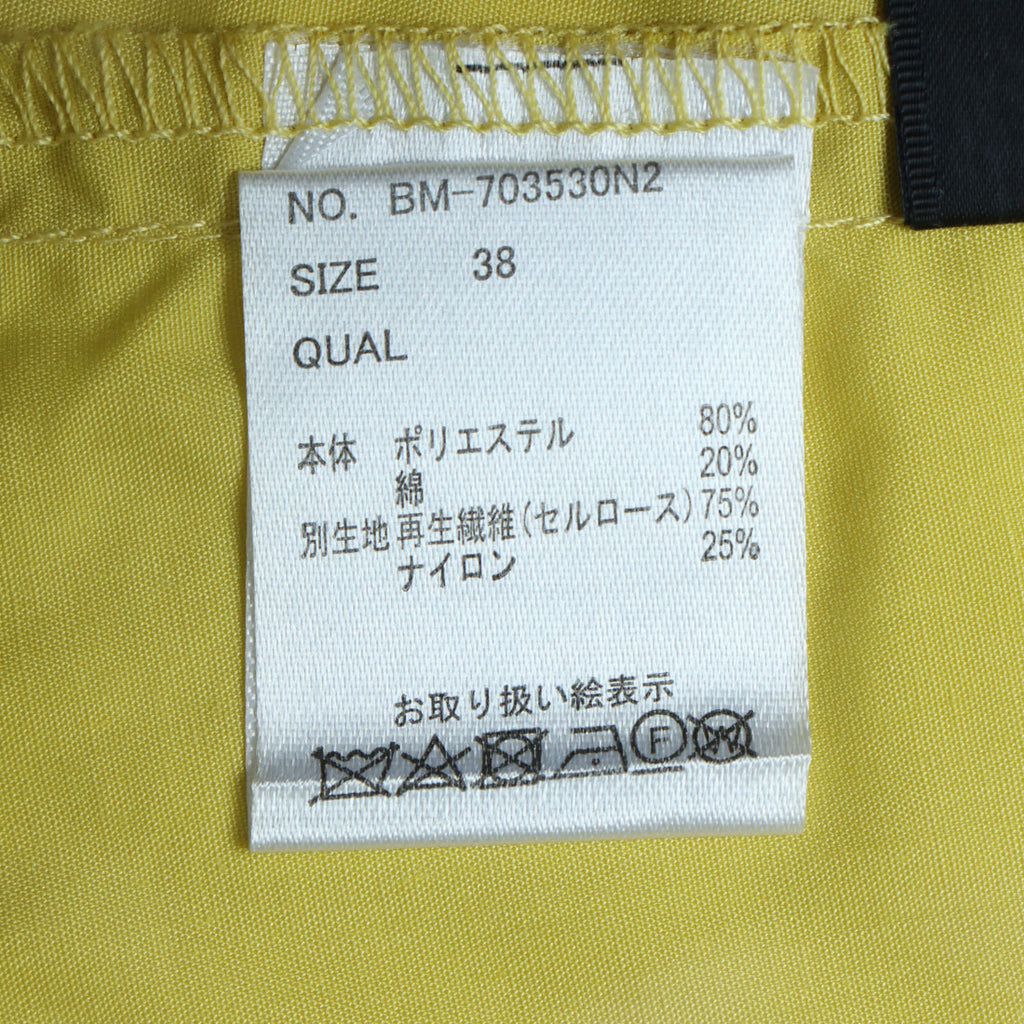 NO. BM-703530N2
SIZE 38
QUAL
本体 ポリエステル 80%
綿 20%
別生地 再生繊維(セルロース) 75%
ナイロン 25%
お取り扱い絵表示
F W